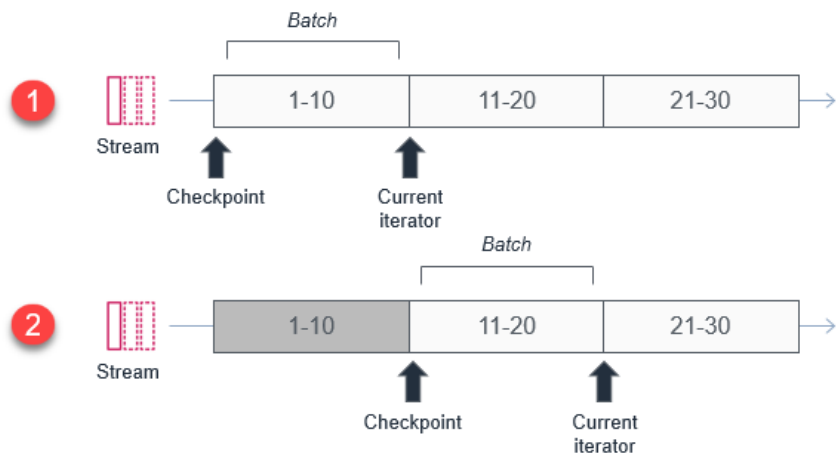 Batch
1
1-10
11-20
21-30
Stream
Checkpoint
Current
iterator
Batch
2
1-10
11-20
21-30
Stream
Checkpoint
Current
iterator